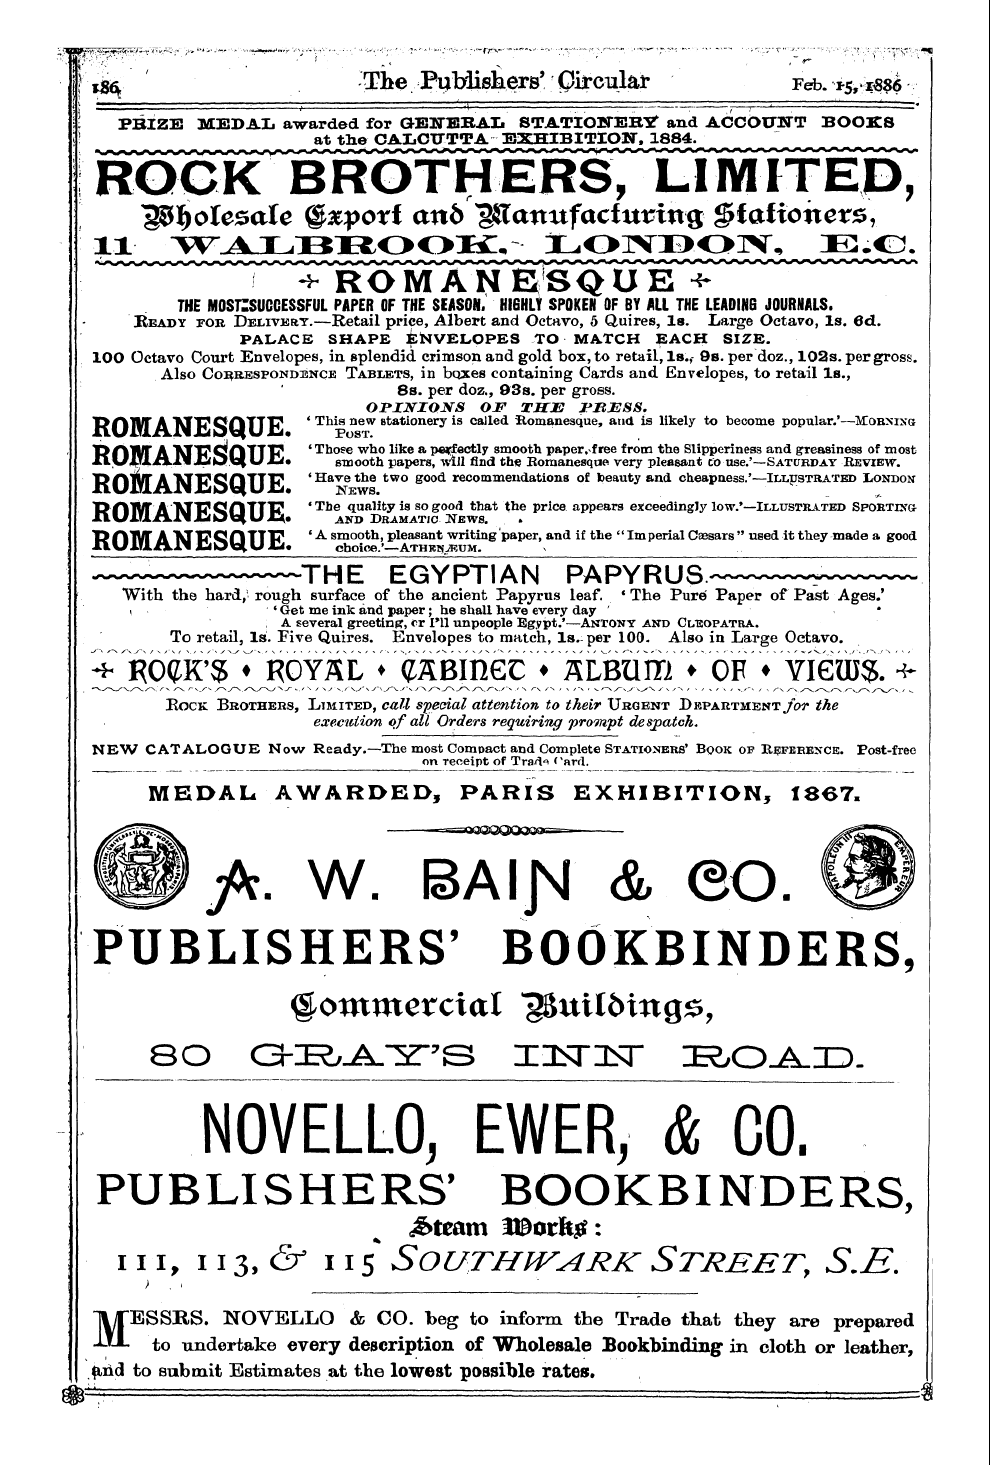 186
The Publishers' Circular
Feb. 15, 1886
PRIZE MEDAL awarded for GENERAL STATIONERY and ACCOUNT BOOKS
at the CALCUTTA EXHIBITION, 1884.
ROCK BROTHERS, LIMITED,
Wholesale Export and Manufacturing Stationers,
11 WALBROOK, LONDON, E.C.
ROMANESQUE
THE MOST SUCCESSFUL PAPER OF THE SEASON. HIGHLY SPOKEN OF BY ALL THE LEADING JOURNALS.
READY FOR DELIVERY.—Retail price, Albert and Octavo, 5 Quires, 1s. Large Octavo, 1s. 6d.
PALACE SHAPE ENVELOPES TO MATCH EACH SIZE.
100 Octavo Court Envelopes, in splendid crimson and gold box, to retail, 1s., 9s. per doz., 102s. per gross.
Also CORRESPONDENCE TABLETS, in boxes containing Cards and Envelopes, to retail 1s.,
8s. per doz., 93s. per gross.
OPINIONS OF THE PRESS.
ROMANESQUE. 'This new stationery is called Romanesque, and is likely to become popular.'—MORNING
POST.
ROMANESQUE. 'Those who like a perfectly smooth paper, free from the Slipperiness and greasiness of most
smooth papers, will find the Romanesque very pleasant to use.'—SATURDAY REVIEW.
ROMANESQUE. 'Have the two good recommendations of beauty and cheapness.'—ILLUSTRATED LONDON
NEWS.
ROMANESQUE. 'The quality is so good that the price appears exceedingly low.'—ILLUSTRATED SPORTING
AND DRAMATIC NEWS.
ROMANESQUE. 'A smooth, pleasant writing paper, and if the "Imperial Cæsars" used it they made a good
choice.'—ATHENÆUM.
THE EGYPTIAN PAPYRUS.
With the hard, rough surface of the ancient Papyrus leaf. 'The Pure Paper of Past Ages.'
'Get me ink and paper; he shall have every day
A several greeting, or I'll unpeople Egypt.'—ANTONY AND CLEOPATRA.
To retail, 1s. Five Quires. Envelopes to match, 1s. per 100. Also in Large Octavo.
ROCK'S ♦ ROYAL ♦ CABINET ♦ ALBUM ♦ OF ♦ VIEWS.
ROCK BROTHERS, LIMITED, call special attention to their URGENT DEPARTMENT for the
execution of all Orders requiring prompt despatch.
NEW CATALOGUE Now Ready.—The most Compact and Complete STATIONERS' BOOK OF REFERENCE. Post-free
on receipt of Trade Card.
MEDAL AWARDED, PARIS EXHIBITION, 1867.
NAPOLEON III EMPEREUR
A. W. BAIN & CO.
PUBLISHERS' BOOKBINDERS,
Commercial Buildings,
80 GRAY'S INN ROAD.
NOVELLO, EWER, & CO.
PUBLISHERS' BOOKBINDERS,
Steam Works:
111, 113, & 115 SOUTHWARK STREET, S.E.
MESSRS. NOVELLO & CO. beg to inform the Trade that they are prepared
to undertake every description of Wholesale Bookbinding in cloth or leather,
and to submit Estimates at the lowest possible rates.